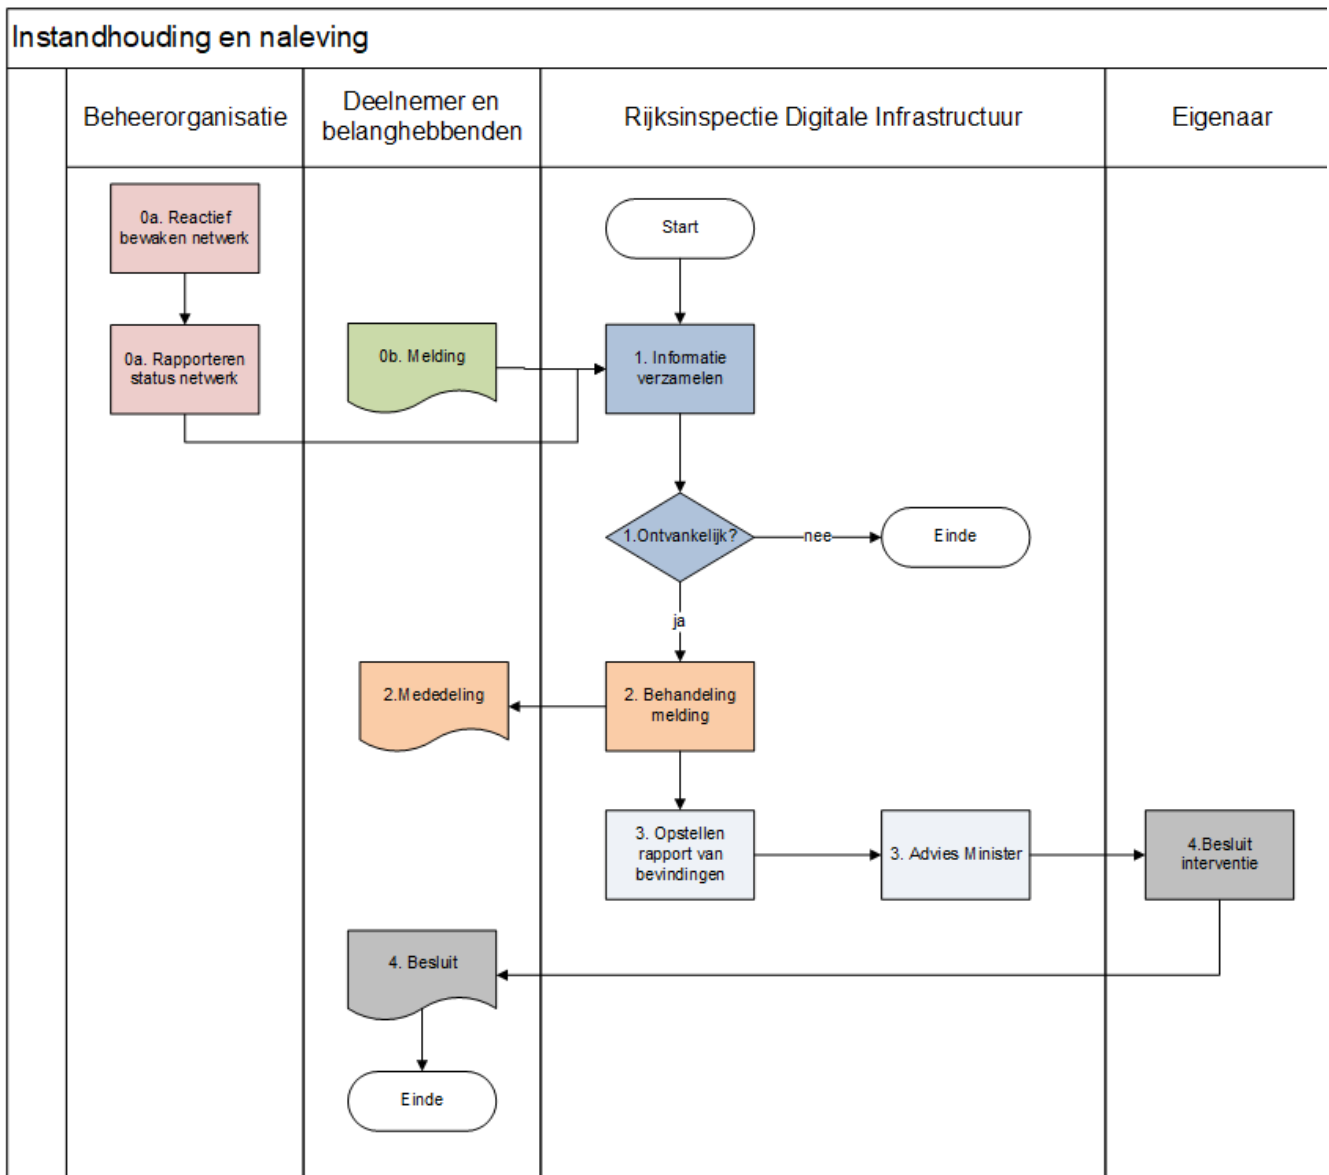 Instandhouding en naleving
Beheerorganisatie
Deelnemer en
belanghebbenden
Rijksinspectie Digitale Infrastructuur
Eigenaar
0a. Reactief
bewaken netwerk
Start
0a. Rapporteren
status netwerk
0b. Melding
1. Informatie
verzamelen
1.Ontvankelijk?
nee
Einde
ja
2.Mededeling
2. Behandeling
melding
3. Opstellen
rapport van
bevindingen
3. Advies Minister
4.Besluit
interventie
4. Besluit
Einde